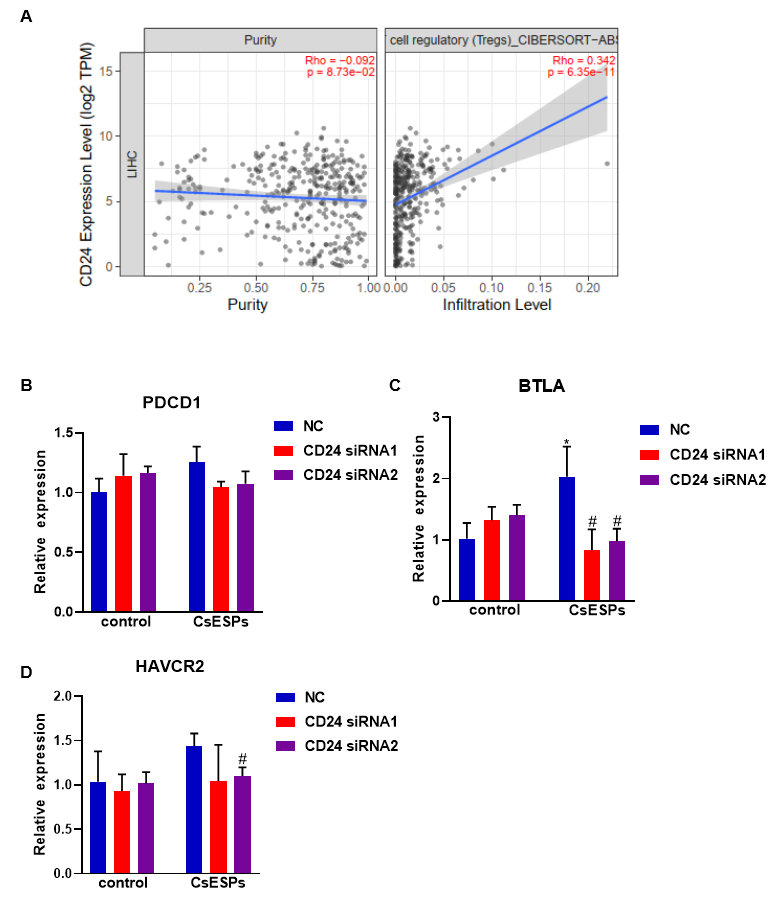 A
Purity
cell regulatory (Tregs)_CIBERSORT−ABS
Rho = −0.092
p = 8.73e−02
Rho = 0.342
p = 6.35e−11
CD24 Expression Level (log2 TPM)
LIHC
15
10
5
0
0.25 0.50 0.75 1.00
0.00 0.05 0.10 0.15 0.20
Purity
Infiltration Level
B
PDCD1
Relative expression
1.5
1.0
0.5
0.0
control CsESPs
NC
CD24 siRNA1
CD24 siRNA2
C
BTLA
Relative expression
3
2
1
0
*
# #
control CsESPs
NC
CD24 siRNA1
CD24 siRNA2
D
HAVCR2
Relative expression
2.0
1.5
1.0
0.5
0.0
#
control CsESPs
NC
CD24 siRNA1
CD24 siRNA2